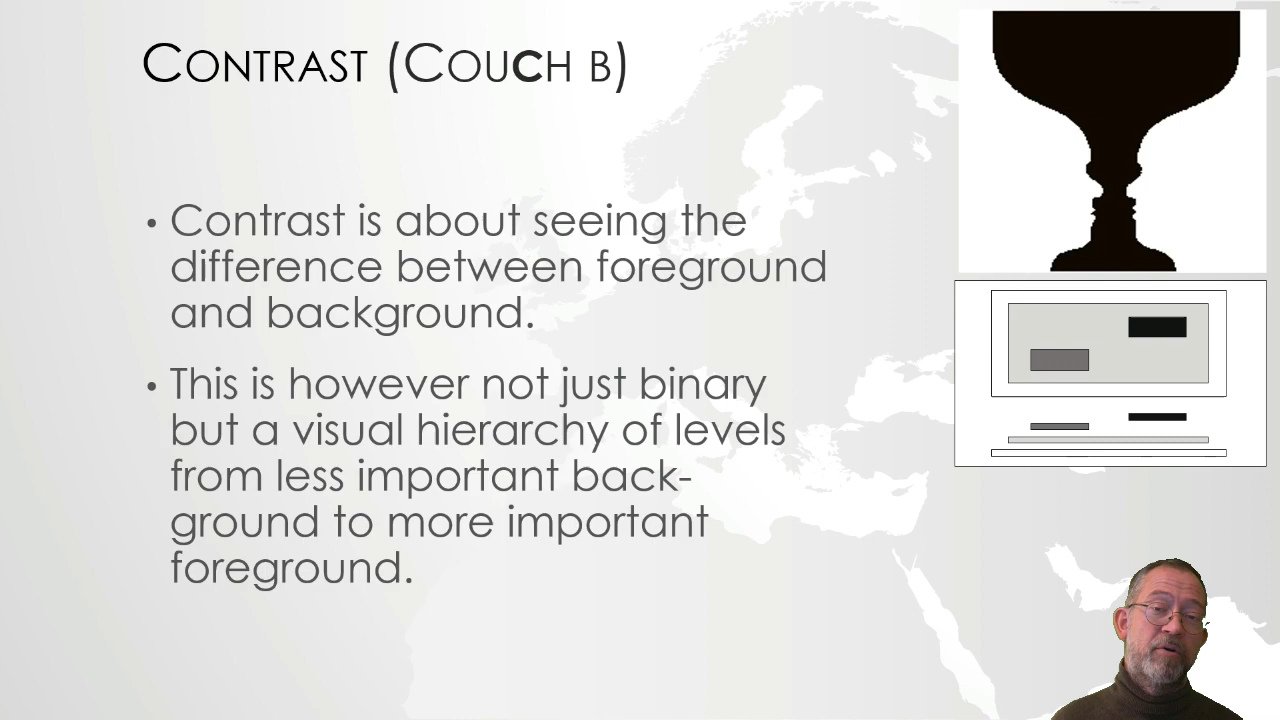 Contrast (Couch b)
• Contrast is about seeing the
difference between foreground
and background.
• This is however not just binary
but a visual hierarchy of levels
from less important back-
ground to more important
foreground.